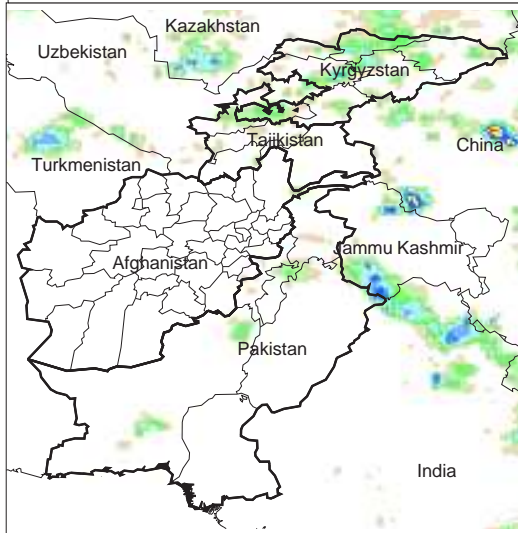 Kazakhstan
Uzbekistan
Kyrgyzstan
Tajikistan
China
Turkmenistan
Jammu Kashmir
Afghanistan
Pakistan
India